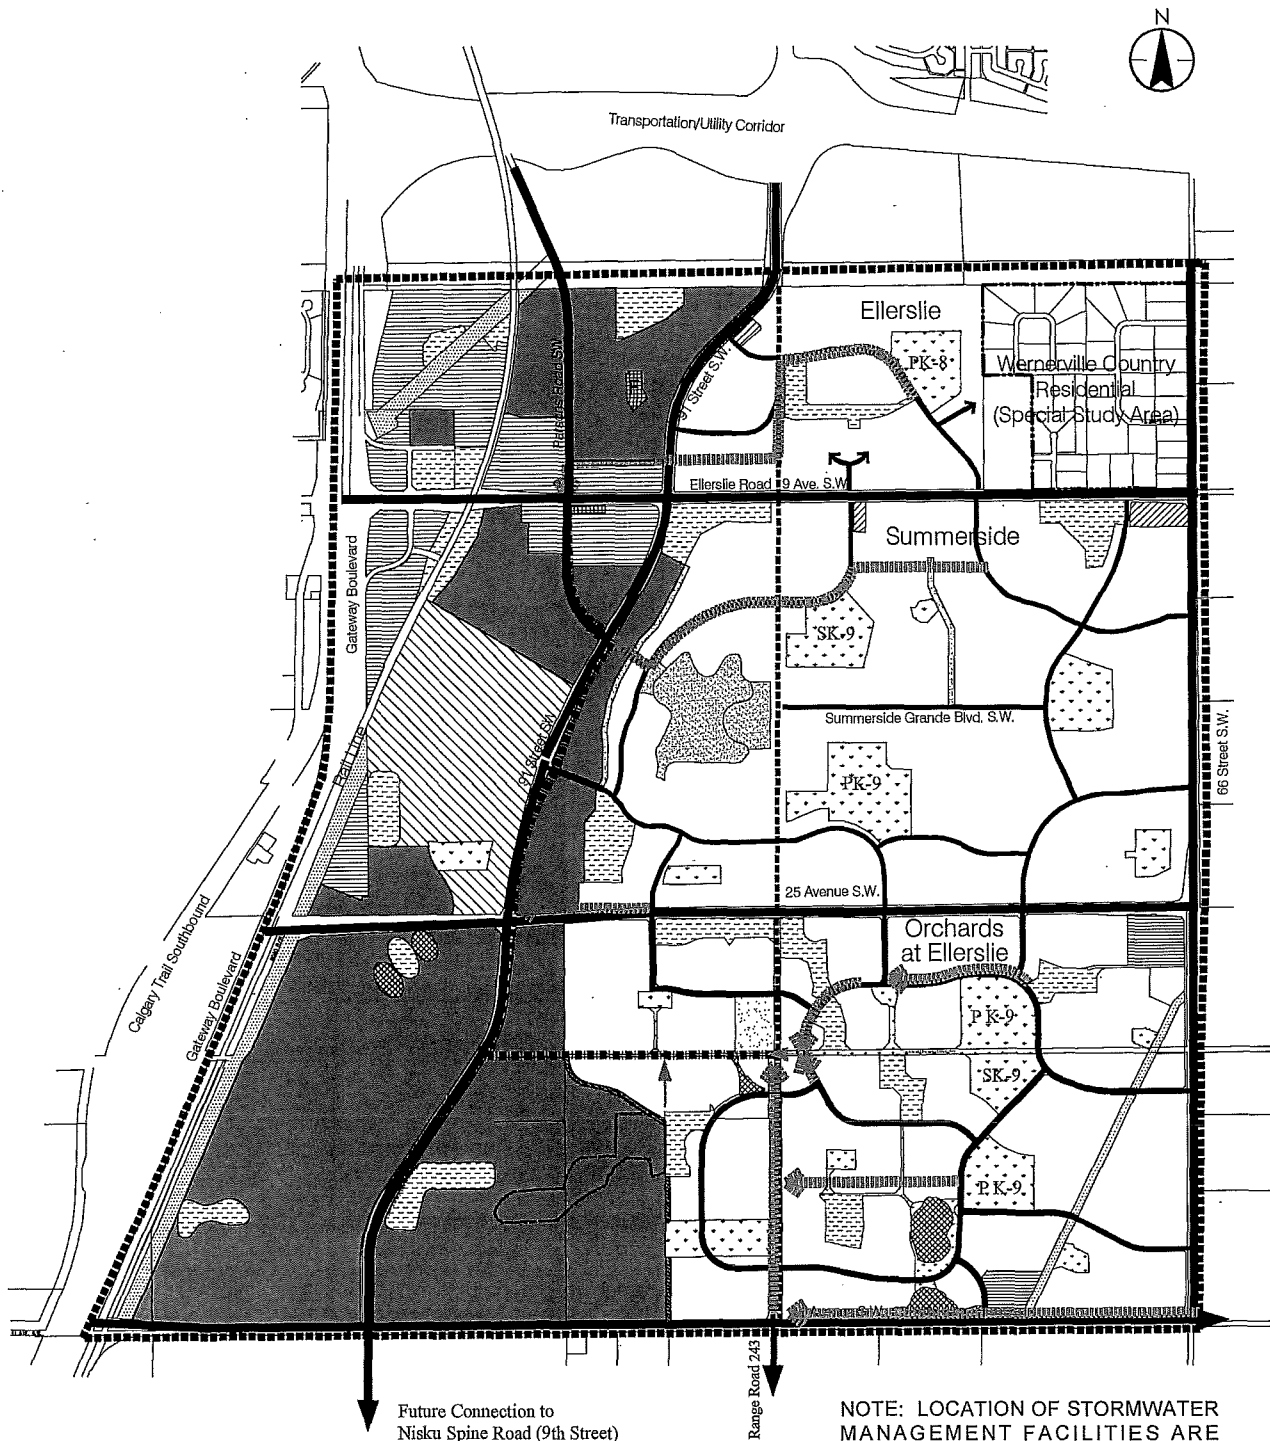 N
Transportation/Utility Corridor
Ellerslie
PK-8
Wernerville Country
Residential
(Special Study Area)
Parsons Road SW
91 Street S.W.
Ellerslie Road 9 Ave. S.W.
Summerside
Gateway Boulevard
SK-9
Summerside Grande Blvd. S.W.
Rail Line
91 Street SW
66 Street S.W.
PK-9
25 Avenue S.W.
Orchards
at Ellerslie
Calgary Trail Southbound
Gateway Boulevard
PK-9
SK-9
PK-9
Avenue S.W.
Range Road 243
Future Connection to
Nisku Spine Road (9th Street)
NOTE: LOCATION OF STORMWATER
MANAGEMENT FACILITIES ARE